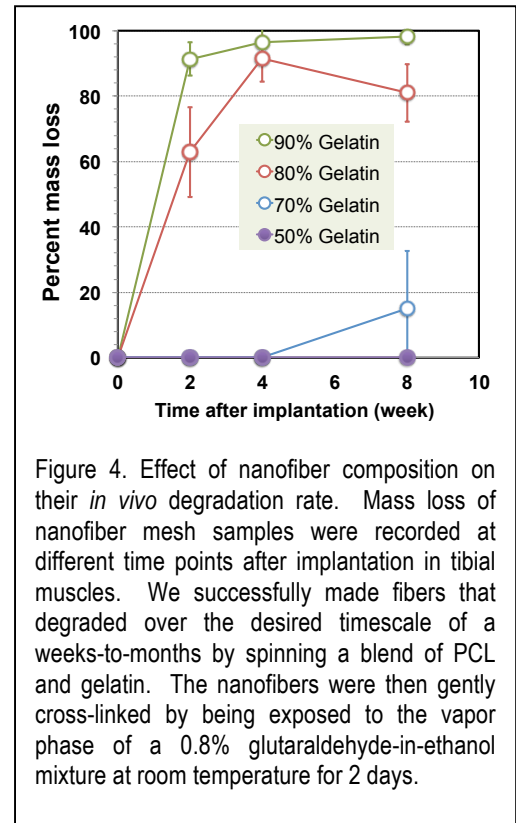 100
80
60
40
20
0
Percent mass loss
90% Gelatin
80% Gelatin
70% Gelatin
50% Gelatin
0 2 4 6 8 10
Time after implantation (week)
Figure 4. Effect of nanofiber composition on
their in vivo degradation rate. Mass loss of
nanofiber mesh samples were recorded at
different time points after implantation in tibial
muscles. We successfully made fibers that
degraded over the desired timescale of a
weeks-to-months by spinning a blend of PCL
and gelatin. The nanofibers were then gently
cross-linked by being exposed to the vapor
phase of a 0.8% glutaraldehyde-in-ethanol
mixture at room temperature for 2 days.